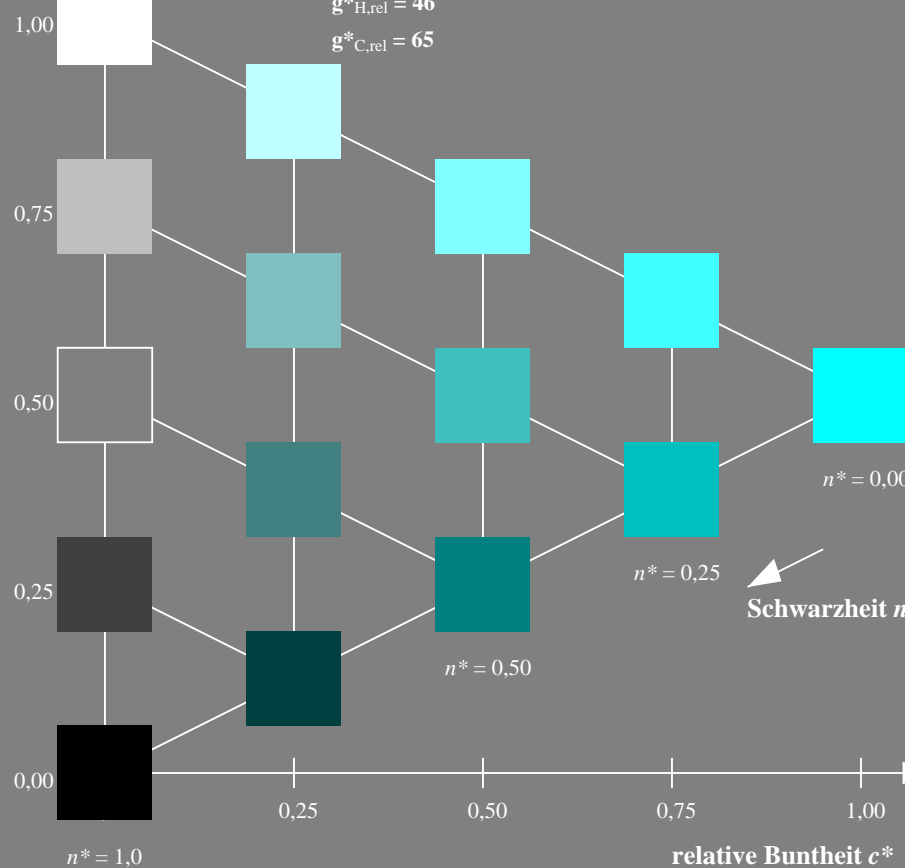 g*H,rel = 46
1,00
g*C,rel = 65
0,75
0,50
n* = 0,00
n* = 0,25
0,25
Schwarzheit n
n* = 0,50
0,00
0,25
0,50
0,75
1,00
n* = 1,0
relative Buntheit c*